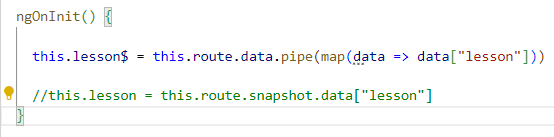 ngOnInit() {
this.lesson$ = this.route.data.pipe(map(data => data["lesson"]))
//this.lesson = this.route.snapshot.data["lesson"]
}